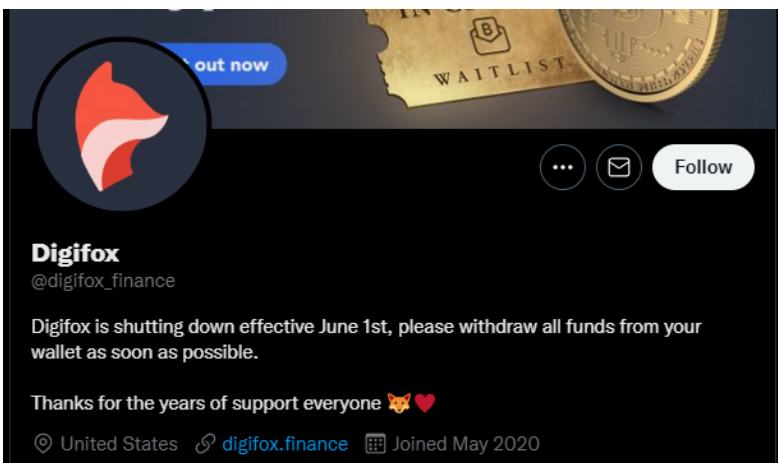 out now
WAITLIST
Follow
Digifox
@digifox_finance
Digifox is shutting down effective June 1st, please withdraw all funds from your
wallet as soon as possible.
Thanks for the years of support everyone 🦊❤️
United States digifox.finance Joined May 2020